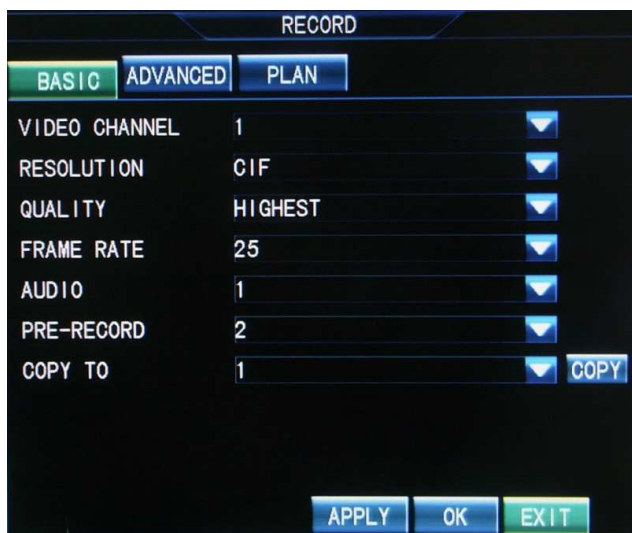 RECORD
BASIC ADVANCED PLAN
VIDEO CHANNEL 1
RESOLUTION CIF
QUALITY HIGHEST
FRAME RATE 25
AUDIO 1
PRE-RECORD 2
COPY TO 1 COPY
APPLY OK EXIT